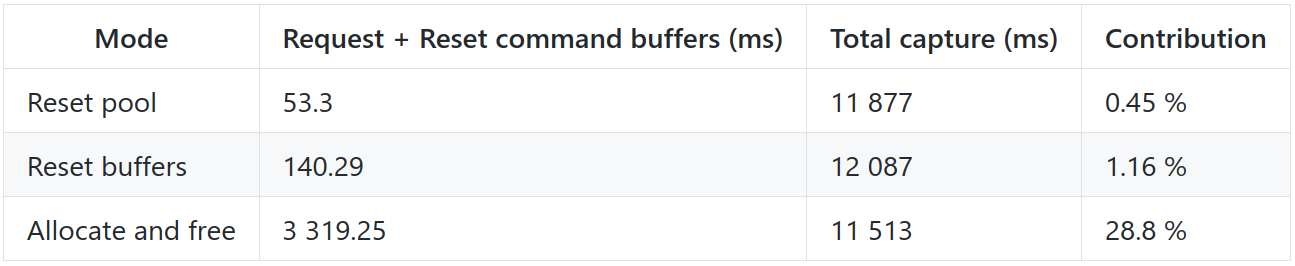 Mode Request + Reset command buffers (ms) Total capture (ms) Contribution
Reset pool 53.3 11 877 0.45 %
Reset buffers 140.29 12 087 1.16 %
Allocate and free 3 319.25 11 513 28.8 %